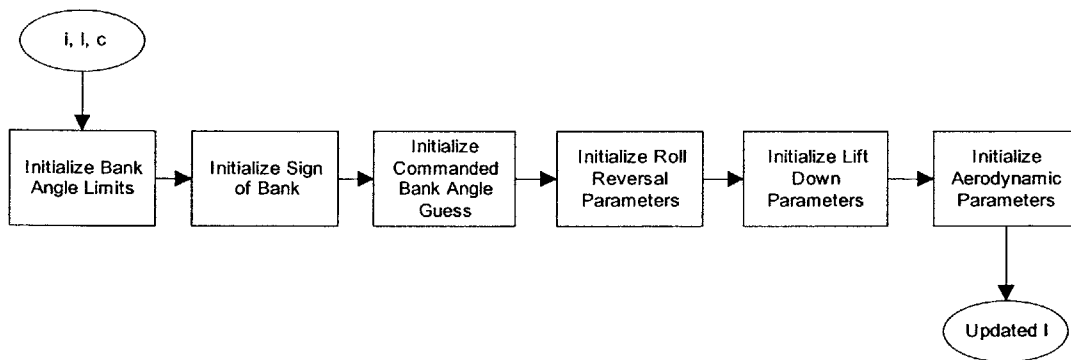 i, l, c
Initialize Bank
Angle Limits
Initialize Sign
of Bank
Initialize
Commanded
Bank Angle
Guess
Initialize Roll
Reversal
Parameters
Initialize Lift
Down
Parameters
Initialize
Aerodynamic
Parameters
Updated l